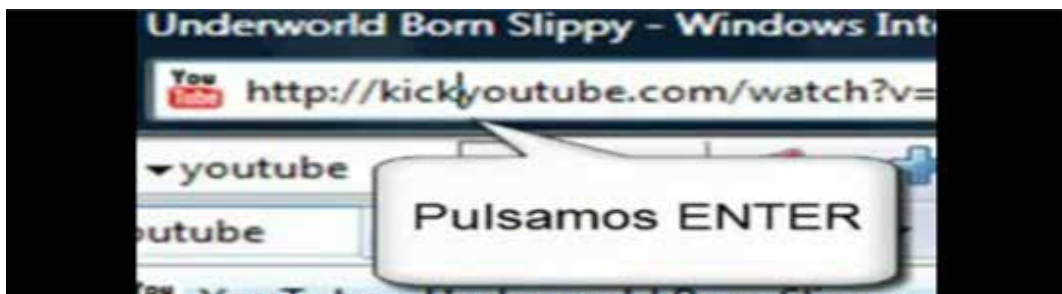 Underworld Born Slippy - Windows Int
You Tube http://kickyoutube.com/watch?v=
youtube
Pulsamos ENTER
outube